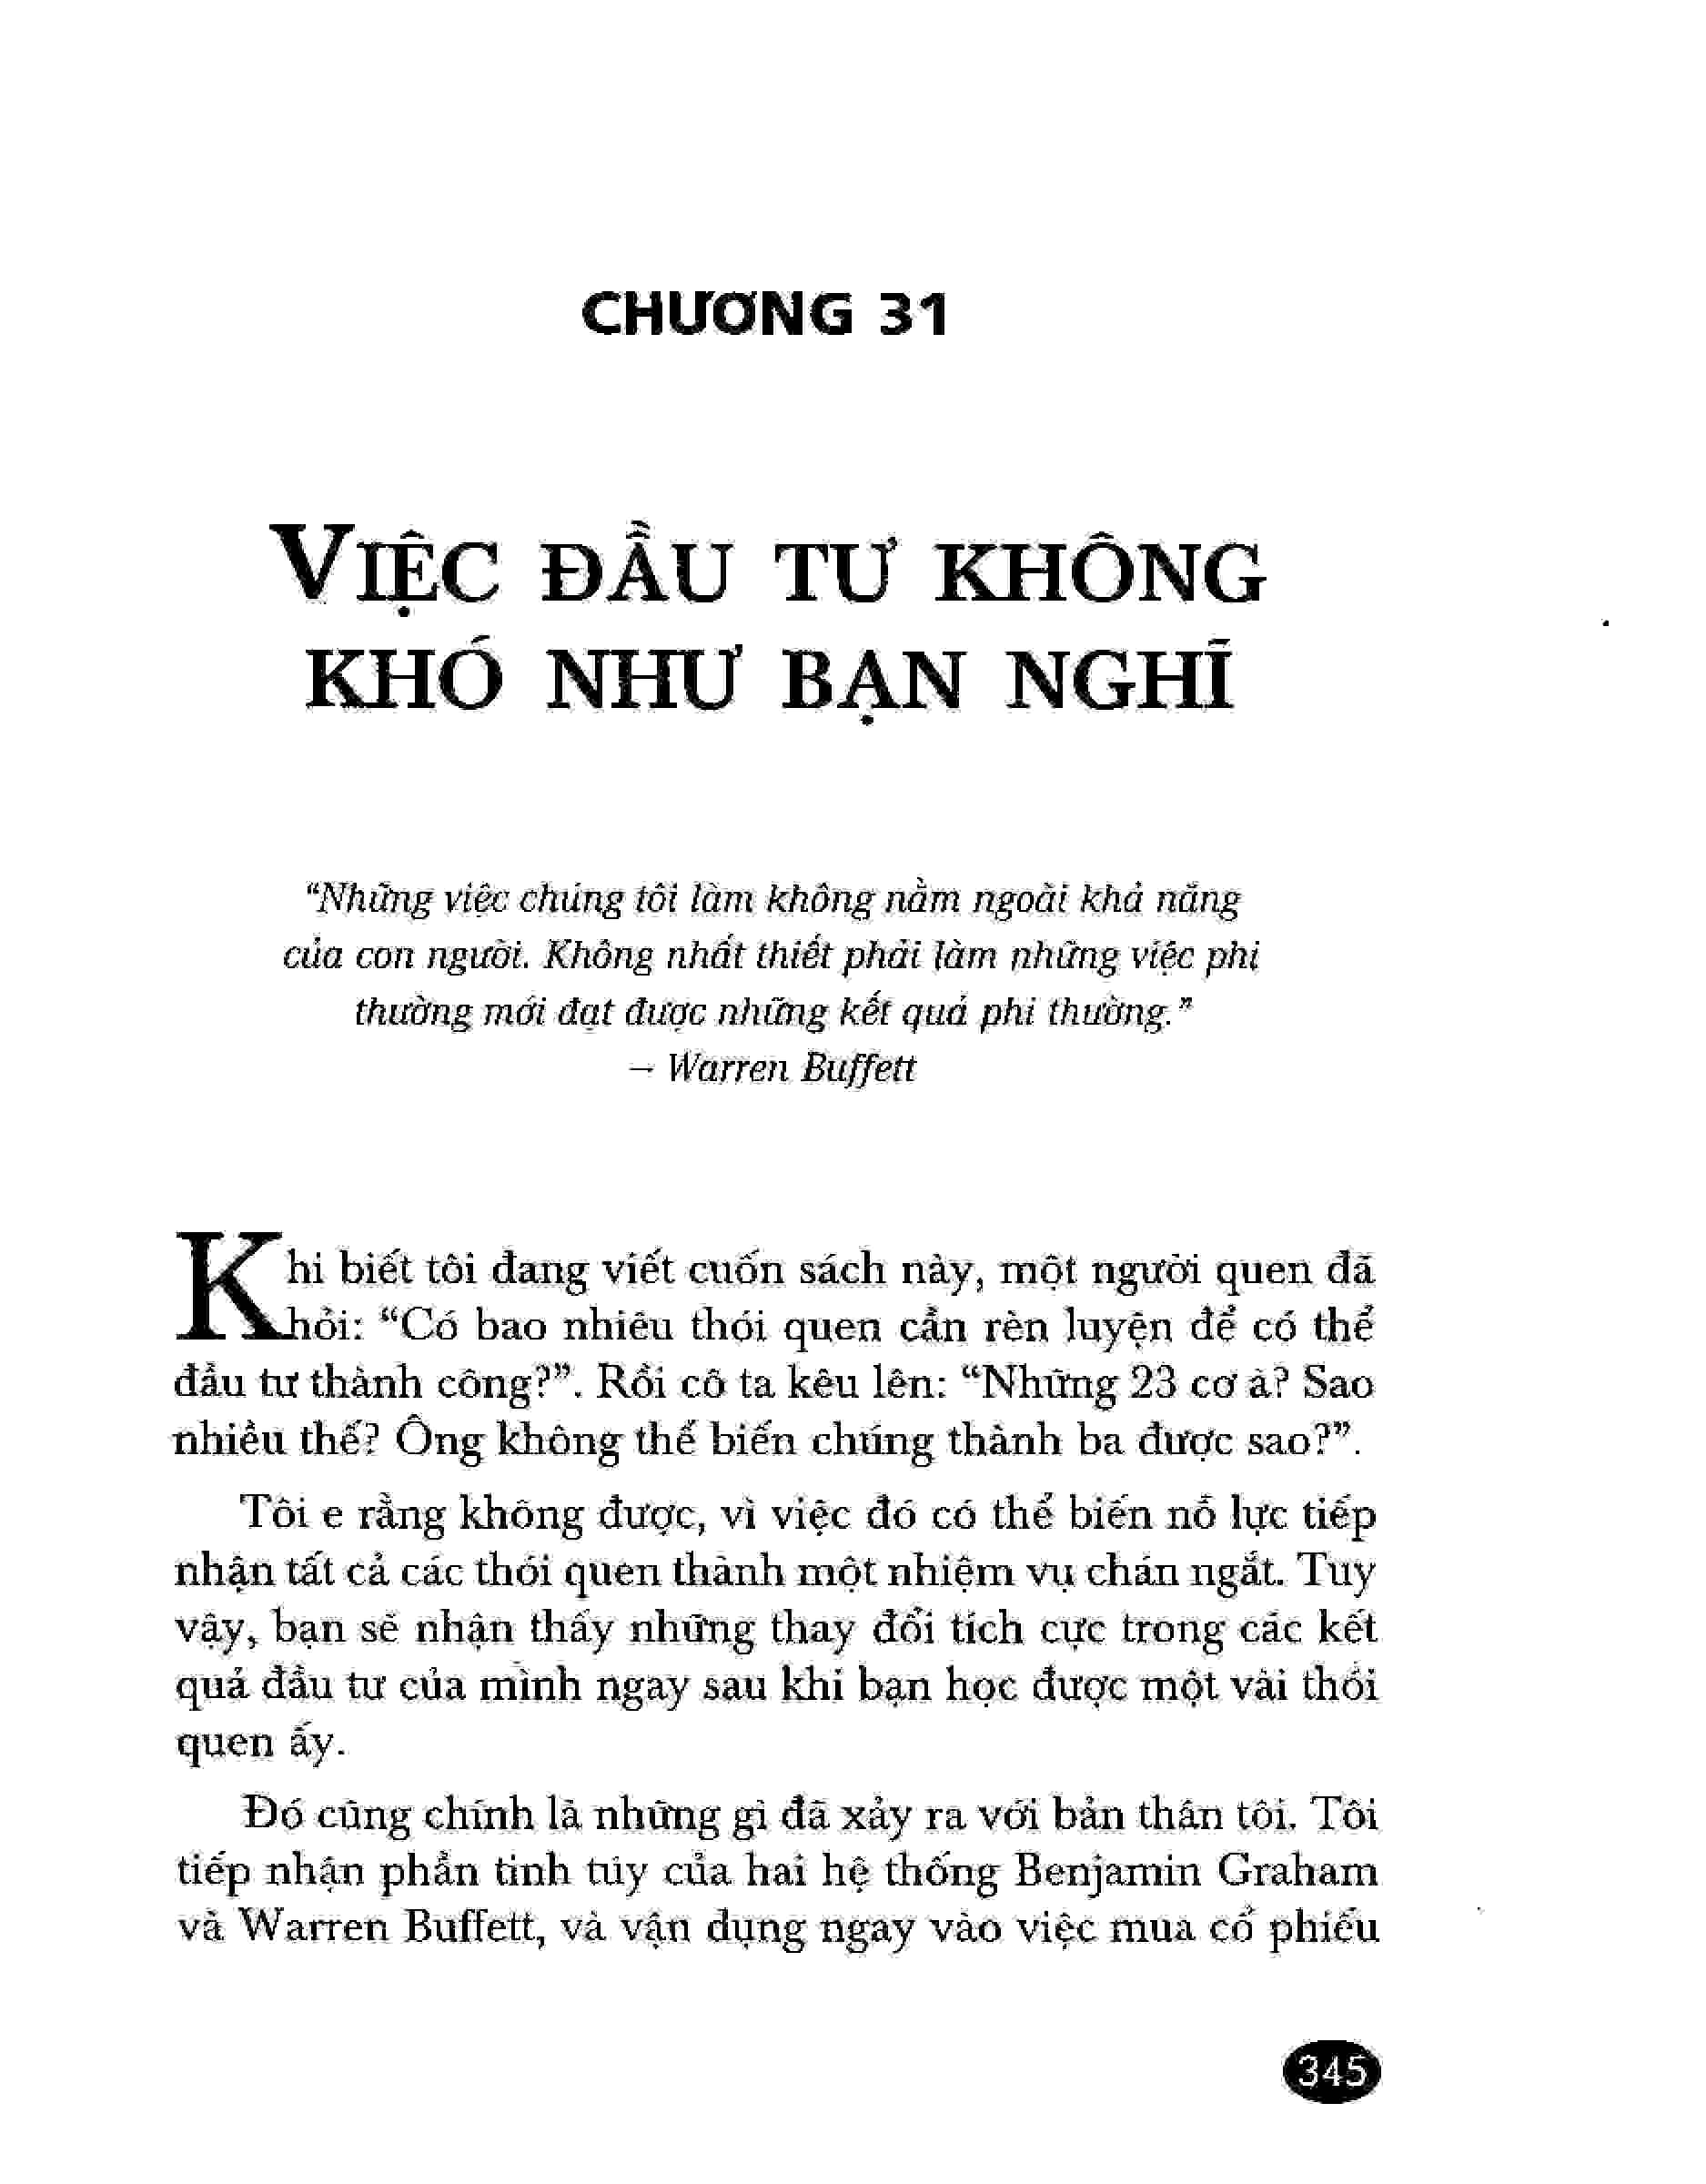 CHƯƠNG 31
VIỆC ĐẦU TƯ KHÔNG
KHÓ NHƯ BẠN NGHĨ
“Những việc chúng tôi làm không nằm ngoài khả năng
của con người. Không nhất thiết phải làm những việc phi
thường mới đạt được những kết quả phi thường.”
– Warren Buffett
Khi biết tôi đang viết cuốn sách này, một người quen đã
hỏi: “Có bao nhiêu thói quen cần rèn luyện để có thể
đầu tư thành công?”. Rồi cô ta kêu lên: “Những 23 cơ à? Sao
nhiều thế? Ông không thể biến chúng thành ba được sao?”.
Tôi e rằng không được, vì việc đó có thể biến nỗ lực tiếp
nhận tất cả các thói quen thành một nhiệm vụ chán ngắt. Tuy
vậy, bạn sẽ nhận thấy những thay đổi tích cực trong các kết
quả đầu tư của mình ngay sau khi bạn học được một vài thói
quen ấy.
Đó cũng chính là những gì đã xảy ra với bản thân tôi. Tôi
tiếp nhận phần tinh túy của hai hệ thống Benjamin Graham
và Warren Buffett, và vận dụng ngay vào việc mua cổ phiếu
345